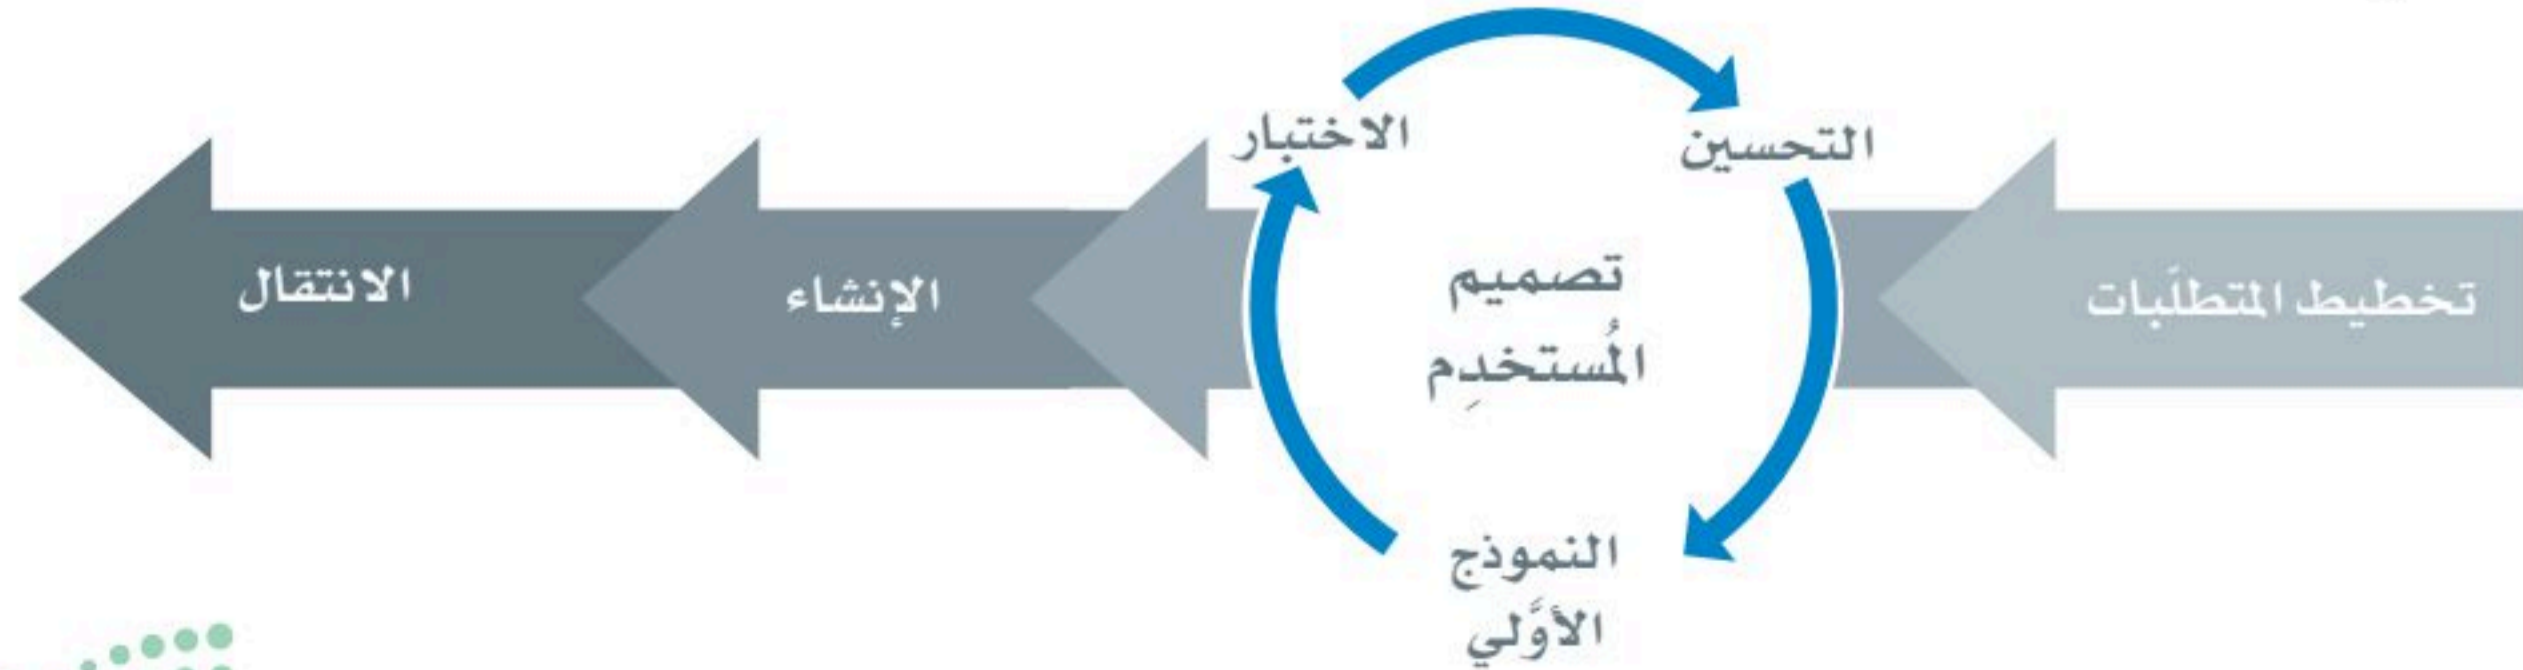 تخطيط المتطلّبات
التحسين
الاختبار
تصميم
المُستخدِم
النموذج
الأوَّلي
الإنشاء
الانتقال